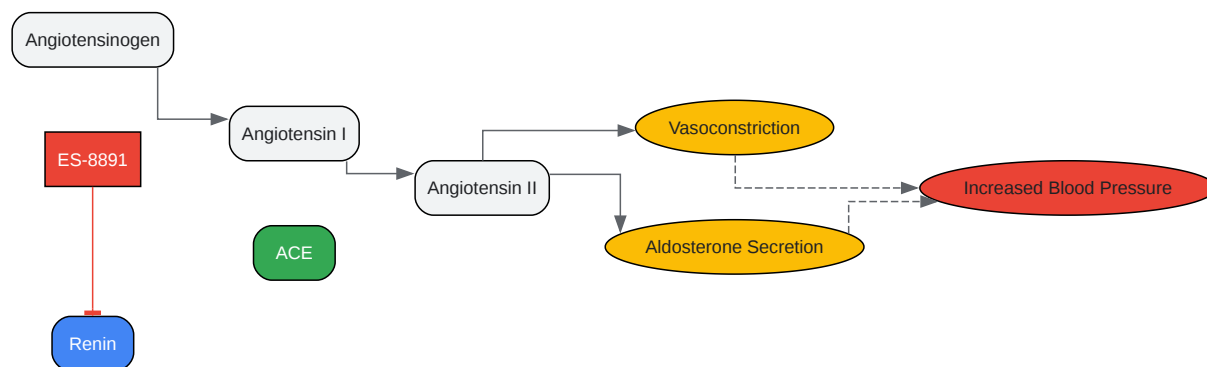 Angiotensinogen
ES-8891
Renin
Angiotensin I
ACE
Angiotensin II
Vasoconstriction
Aldosterone Secretion
Increased Blood Pressure